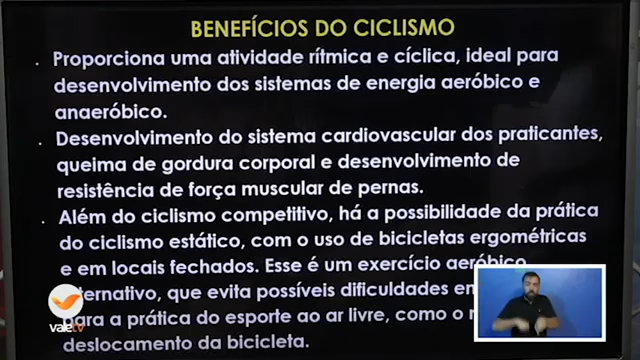 BENEFÍCIOS DO CICLISMO
. Proporciona uma atividade rítmica e cíclica, ideal para
desenvolvimento dos sistemas de energia aeróbico e
anaeróbico.
. Desenvolvimento do sistema cardiovascular dos praticantes,
queima de gordura corporal e desenvolvimento de
resistência de força muscular de pernas.
. Além do ciclismo competitivo, há a possibilidade da prática
do ciclismo estático, com o uso de bicicletas ergométricas
e em locais fechados. Esse é um exercício aeróbico
que evita possíveis dificuldades
para a prática do esporte ao ar livre, como o
deslocamento da bicicleta.
valetv